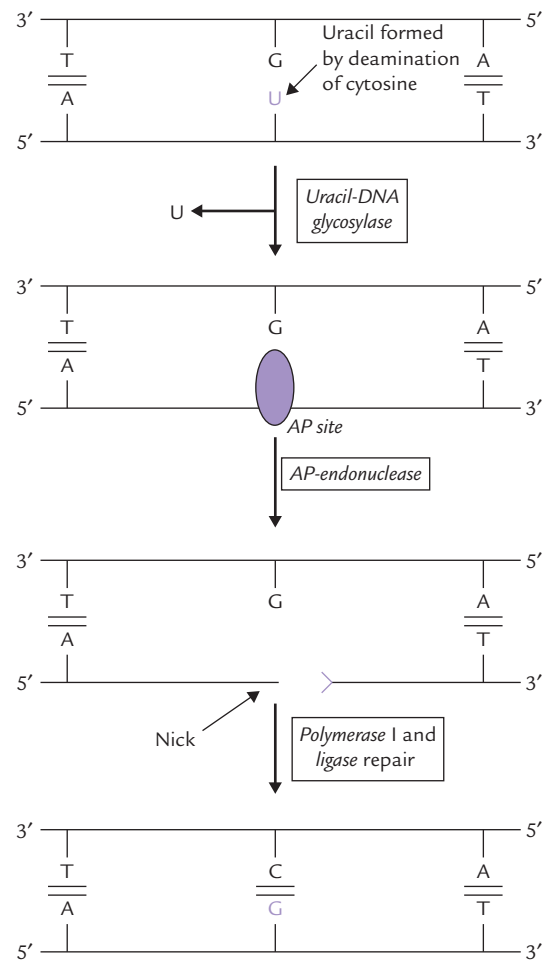 3′ 5′
Uracil formed
T G by deamination A
of cytosine
A U T
5′ 3′
Uracil-DNA
U glycosylase
3′ 5′
T G A
A T
5′ 3′
AP site
AP-endonuclease
3′ 5′
T G A
A T
5′ 3′
Nick
Polymerase I and
ligase repair
3′ 5′
T C A
A G T
5′ 3′